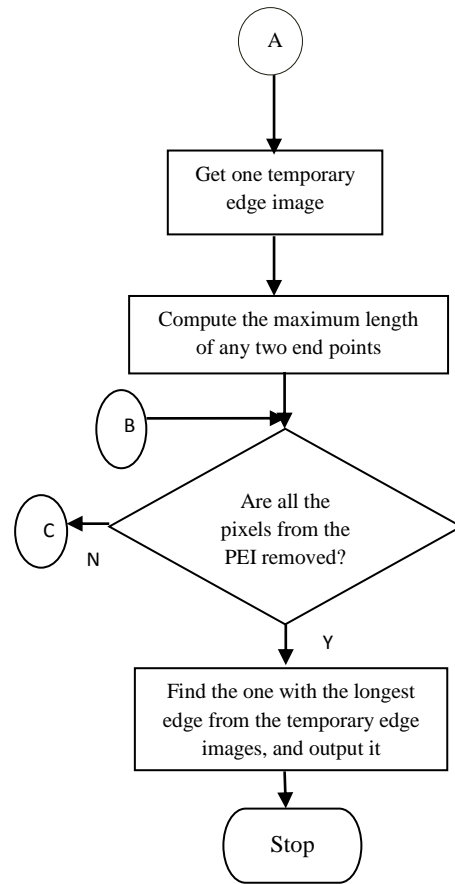 A
Get one temporary
edge image
Compute the maximum length
of any two end points
B
Are all the
pixels from the
PEI removed?
C
N
Y
Find the one with the longest
edge from the temporary edge
images, and output it
Stop